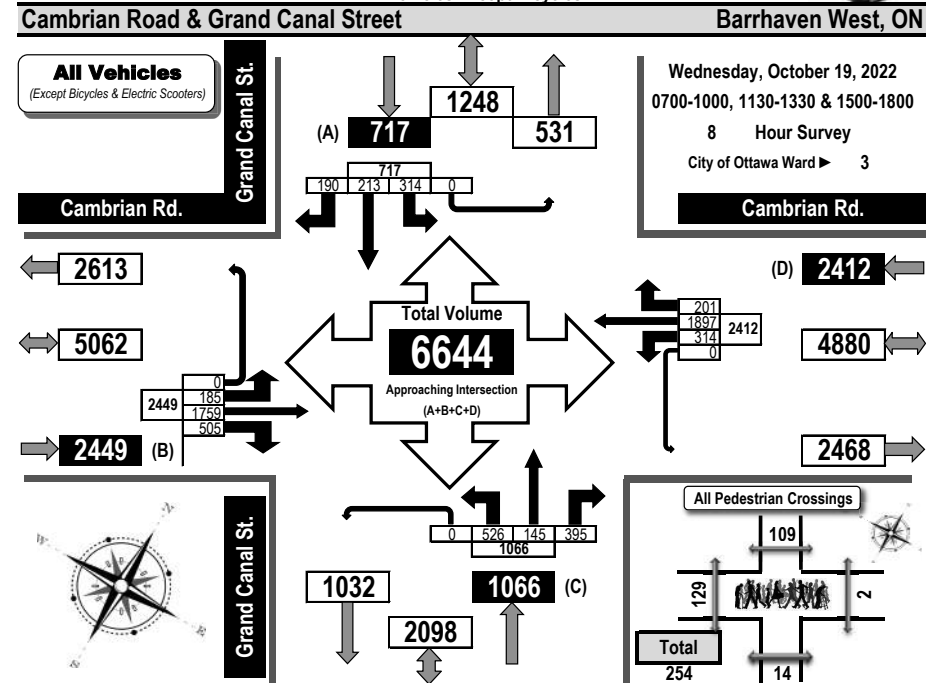 Cambrian Road & Grand Canal Street
Barrhaven West, ON
All Vehicles
(Except Bicycles & Electric Scooters)
Grand Canal St.
Cambrian Rd.
(A)
717
1248
531
717
190 213 314 0
Wednesday, October 19, 2022
0700-1000, 1130-1330 & 1500-1800
8 Hour Survey
City of Ottawa Ward ► 3
Cambrian Rd.
2613
5062
2449
0
185
1759
505
2449 (B)
Total Volume
6644
Approaching Intersection
(A+B+C+D)
(D) 2412
201
1897
314
0
2412
4880
2468
N
W
E
S
Grand Canal St.
0 526 145 395
1066
1032
1066 (C)
2098
All Pedestrian Crossings
109
129
2
Total
254
14